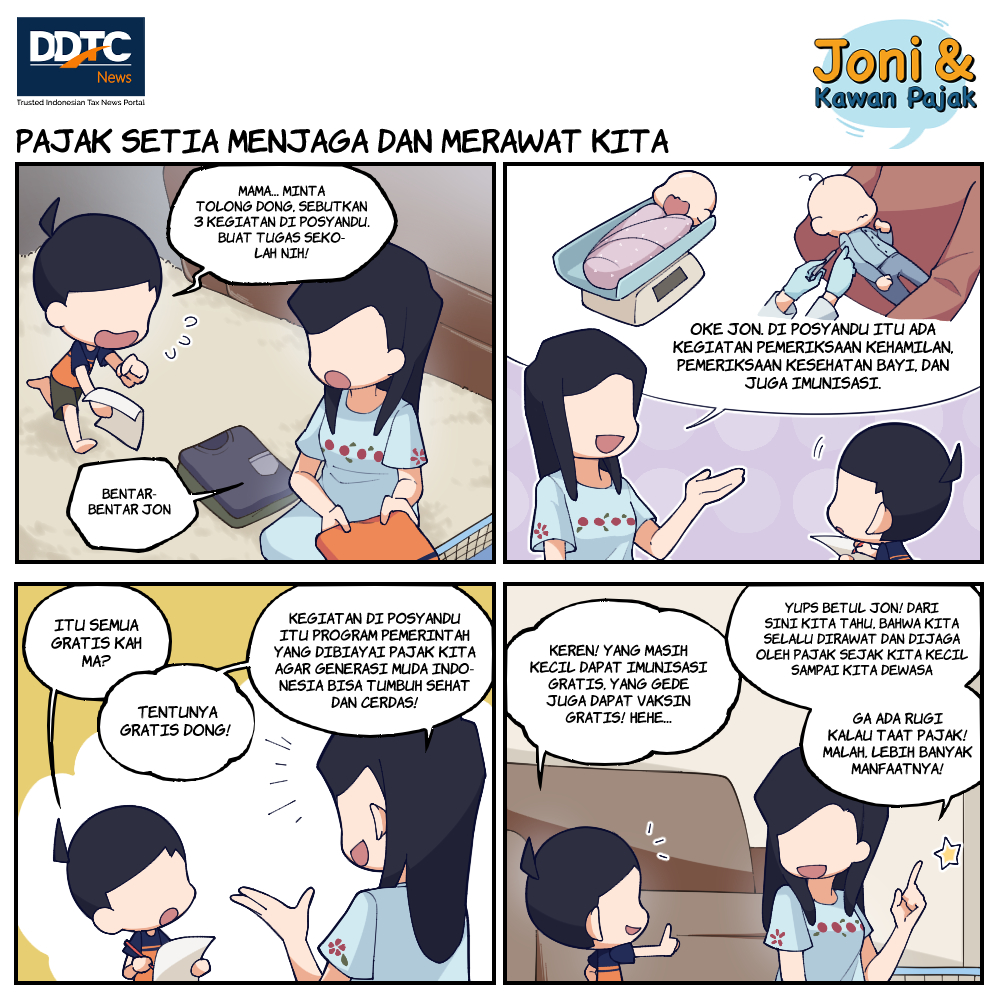 DDTC
News
Trusted Indonesian Tax News Portal
Joni &
Kawan Pajak
PAJAK SETIA MENJAGA DAN MERAWAT KITA
MAMA... MINTA
TOLONG DONG, SEBUTKAN
3 KEGIATAN DI POSYANDU.
BUAT TUGAS SEKO-
LAH NIH!
BENTAR-
BENTAR JON
OKE JON. DI POSYANDU ITU ADA
KEGIATAN PEMERIKSAAN KEHAMILAN,
PEMERIKSAAN KESEHATAN BAYI, DAN
JUGA IMUNISASI.
ITU SEMUA
GRATIS KAH
MA?
TENTUNYA
GRATIS DONG!
KEGIATAN DI POSYANDU
ITU PROGRAM PEMERINTAH
YANG DIBIAYAI PAJAK KITA
AGAR GENERASI MUDA INDO-
NESIA BISA TUMBUH SEHAT
DAN CERDAS!
KEREN! YANG MASIH
KECIL DAPAT IMUNISASI
GRATIS, YANG GEDE
JUGA DAPAT VAKSIN
GRATIS! HEHE...
YUPS BETUL JON! DARI
SINI KITA TAHU, BAHWA KITA
SELALU DIRAWAT DAN DIJAGA
OLEH PAJAK SEJAK KITA KECIL
SAMPAI KITA DEWASA
GA ADA RUGI
KALAU TAAT PAJAK!
MALAH, LEBIH BANYAK
MANFAATNYA!